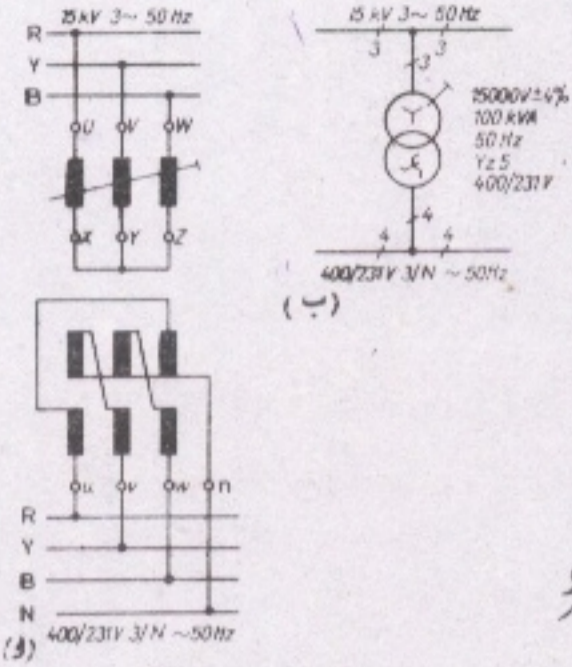 15 kV 3~ 50 Hz
R
Y
B
U V W
X Y Z
u v w n
R
Y
B
N
400/231V 3/N ~50Hz
15 kV 3~ 50 Hz
3 3
3
Y
15000V±4%
100 kVA
50 Hz
Yz 5
400/231V
4
4 4
400/231V 3/N ~ 50Hz
(ب)